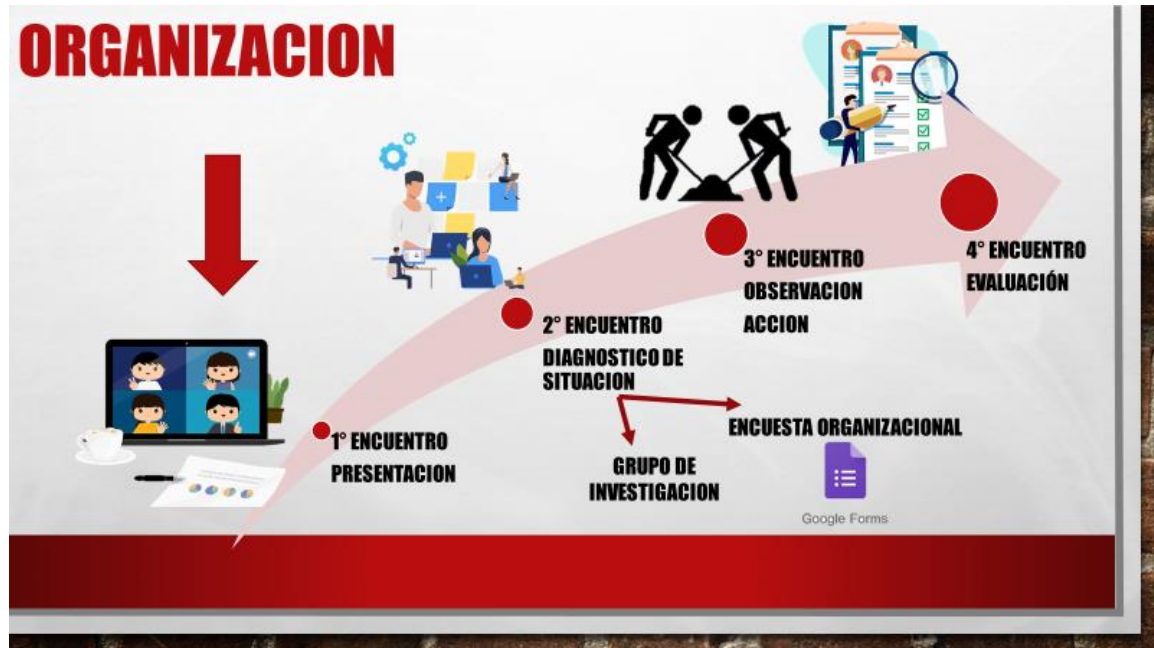 ORGANIZACION
1° ENCUENTRO
PRESENTACION
2° ENCUENTRO
DIAGNOSTICO DE
SITUACION
GRUPO DE
INVESTIGACION
ENCUESTA ORGANIZACIONAL
Google Forms
3° ENCUENTRO
OBSERVACION
ACCION
4° ENCUENTRO
EVALUACIÓN